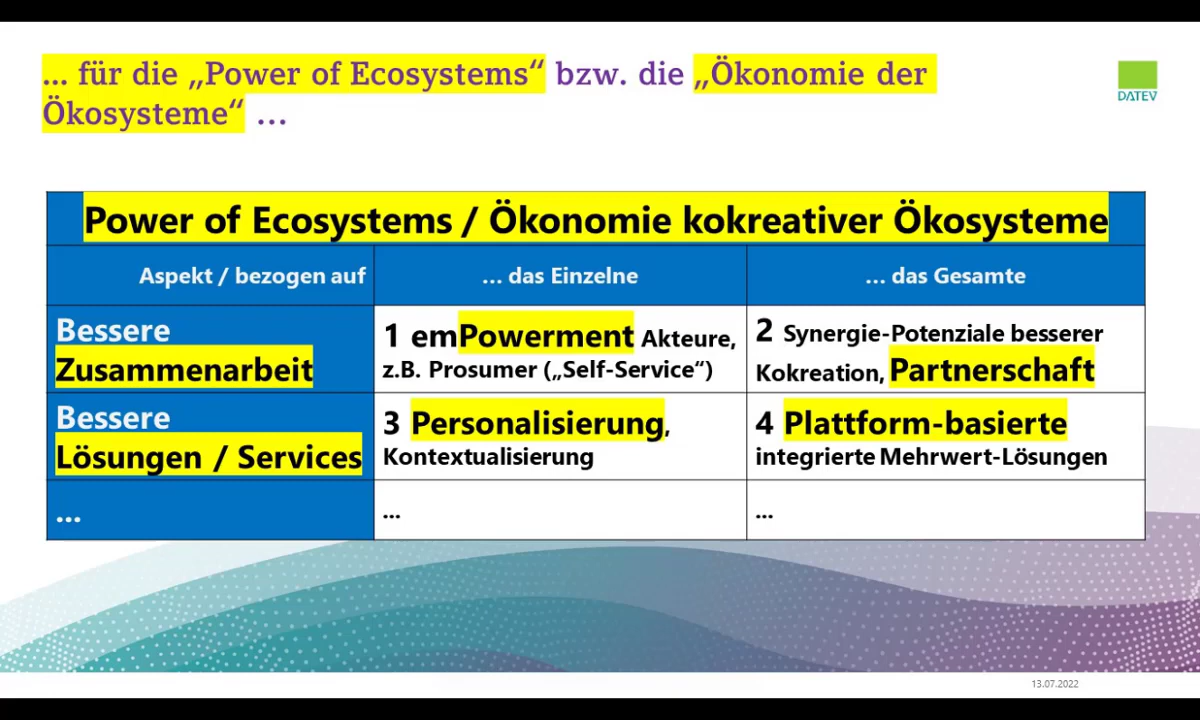 ... für die „Power of Ecosystems“ bzw. die „Ökonomie der
Ökosysteme“ ...
DATEV
Power of Ecosystems / Ökonomie kokreativer Ökosysteme
Aspekt / bezogen auf
... das Einzelne
... das Gesamte
Bessere
Zusammenarbeit
1 emPowerment Akteure,
z.B. Prosumer („Self-Service“)
2 Synergie-Potenziale besserer
Kokreation, Partnerschaft
Bessere
Lösungen / Services
3 Personalisierung,
Kontextualisierung
4 Plattform-basierte
integrierte Mehrwert-Lösungen
...
...
...
13.07.2022